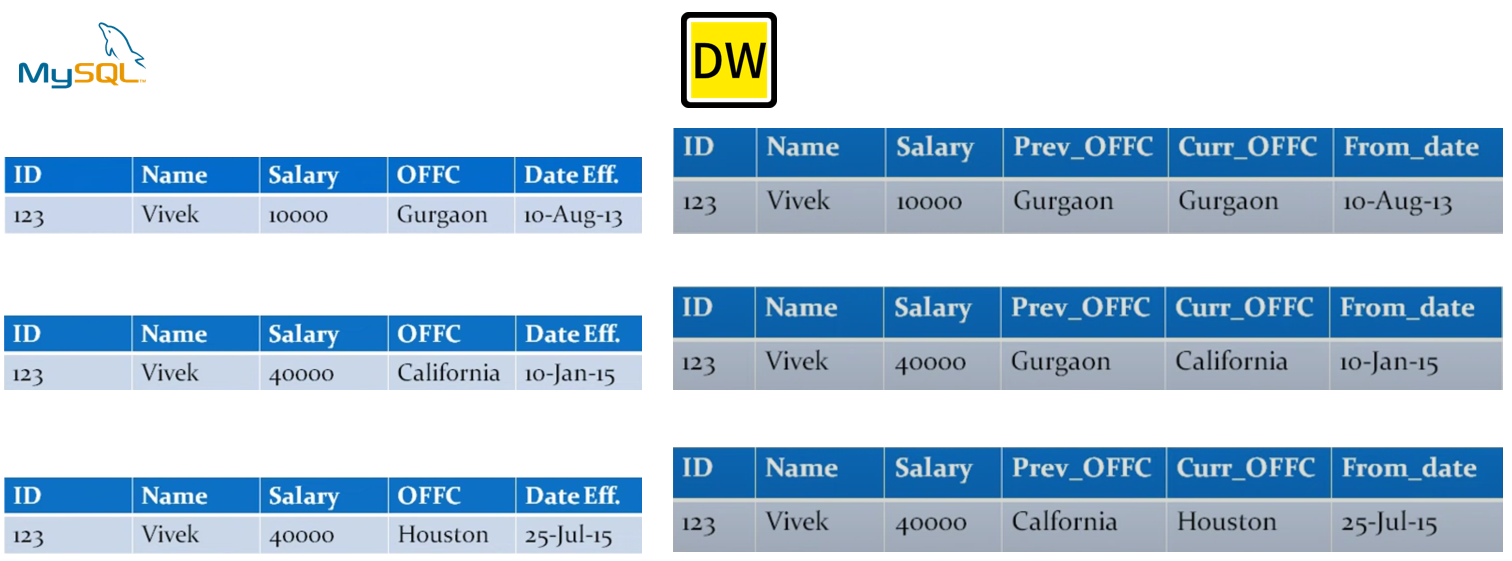 MySQL™
DW
ID Name Salary OFFC Date Eff.
123 Vivek 10000 Gurgaon 10-Aug-13
ID Name Salary Prev_OFFC Curr_OFFC From_date
123 Vivek 10000 Gurgaon Gurgaon 10-Aug-13
ID Name Salary OFFC Date Eff.
123 Vivek 40000 California 10-Jan-15
ID Name Salary Prev_OFFC Curr_OFFC From_date
123 Vivek 40000 Gurgaon California 10-Jan-15
ID Name Salary OFFC Date Eff.
123 Vivek 40000 Houston 25-Jul-15
ID Name Salary Prev_OFFC Curr_OFFC From_date
123 Vivek 40000 Calfornia Houston 25-Jul-15